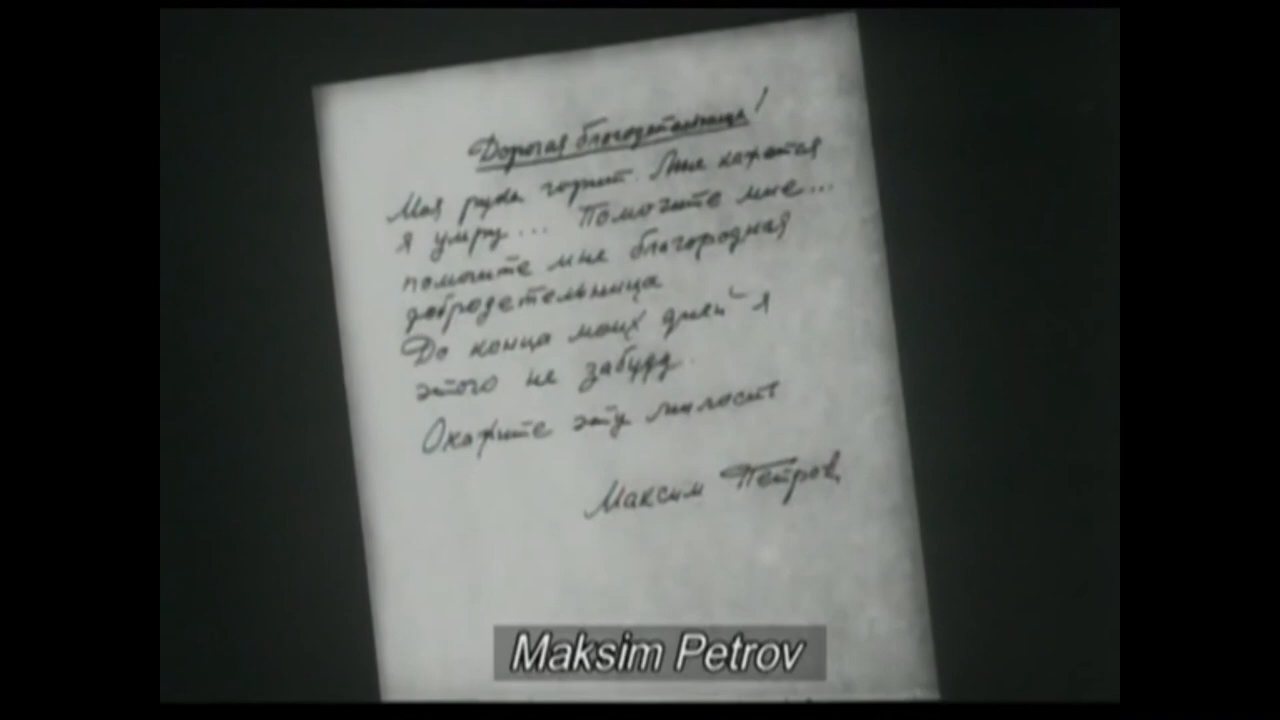 Дорогая благодетельница!
Моя рука горит. Мне кажется
я умру... Помогите мне...
помогите мне благородная
добродетельница
До конца моих дней я
этого не забуду.
Окажите эту милость
Максим Петров
Maksim Petrov